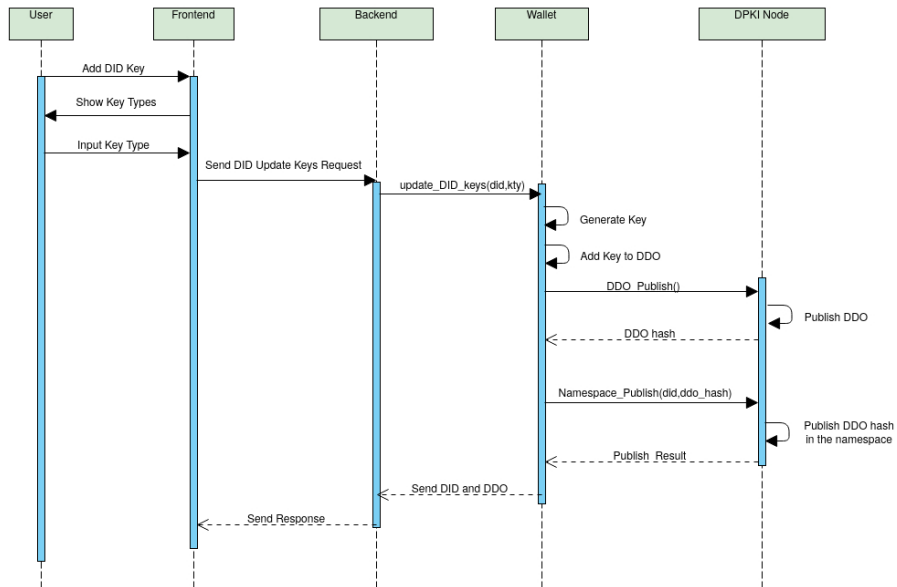 User
Frontend
Backend
Wallet
DPKI Node
Add DID Key
Show Key Types
Input Key Type
Send DID Update Keys Request
update_DID_keys(did,kty)
Generate Key
Add Key to DDO
DDO_Publish()
Publish DDO
DDO hash
Namespace_Publish(did,ddo_hash)
Publish DDO hash
in the namespace
Publish_Result
Send DID and DDO
Send Response